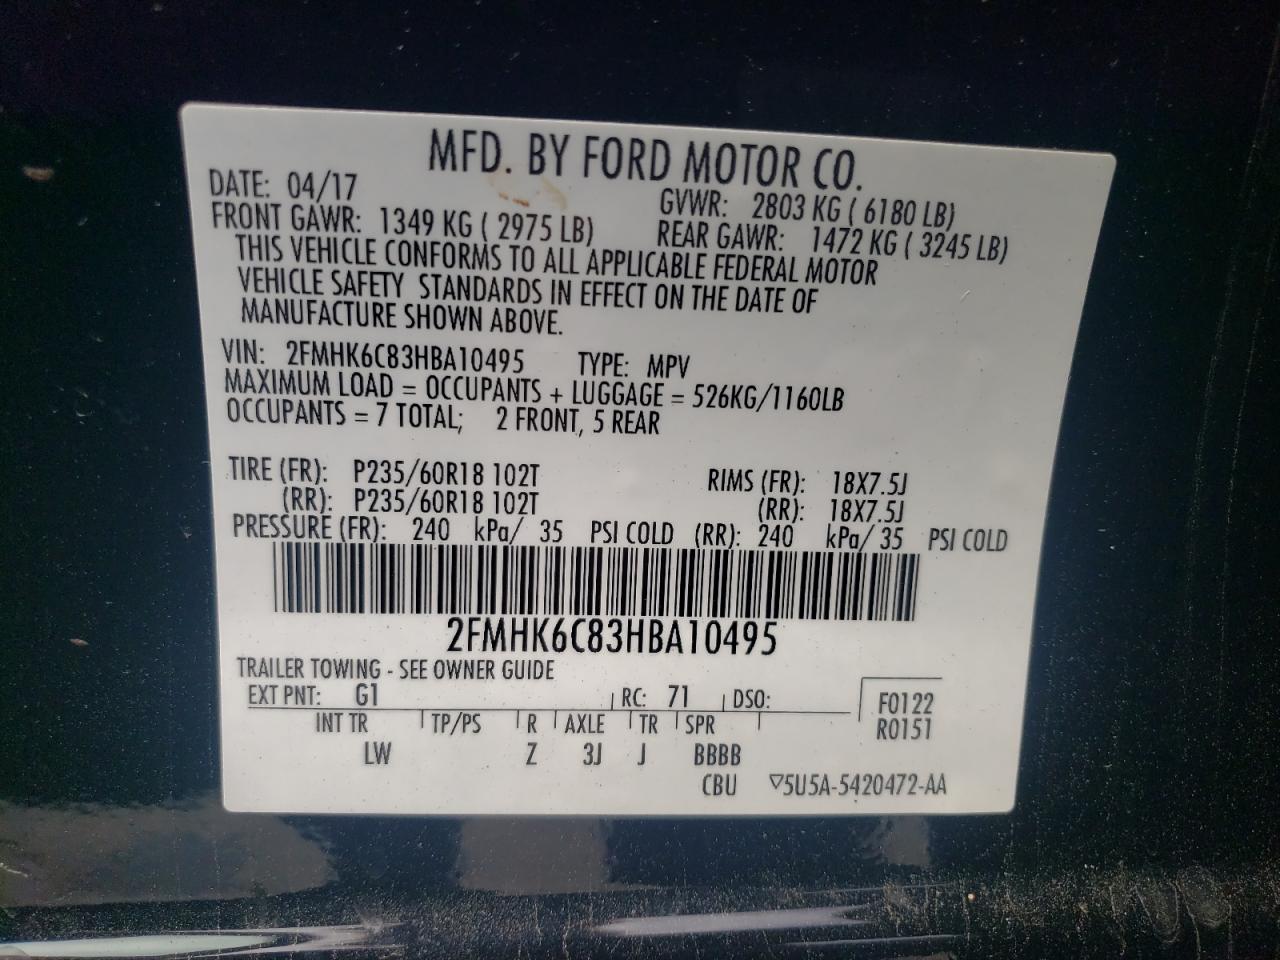 MFD. BY FORD MOTOR CO.
DATE: 04/17 GVWR: 2803 KG ( 6180 LB)
FRONT GAWR: 1349 KG ( 2975 LB) REAR GAWR: 1472 KG ( 3245 LB)
THIS VEHICLE CONFORMS TO ALL APPLICABLE FEDERAL MOTOR
VEHICLE SAFETY STANDARDS IN EFFECT ON THE DATE OF
MANUFACTURE SHOWN ABOVE.
VIN: 2FMHK6C83HBA10495 TYPE: MPV
MAXIMUM LOAD = OCCUPANTS + LUGGAGE = 526KG/1160LB
OCCUPANTS = 7 TOTAL; 2 FRONT, 5 REAR
TIRE (FR): P235/60R18 102T RIMS (FR): 18X7.5J
(RR): P235/60R18 102T (RR): 18X7.5J
PRESSURE (FR): 240 kPa/ 35 PSI COLD (RR): 240 kPa/ 35 PSI COLD
2FMHK6C83HBA10495
TRAILER TOWING - SEE OWNER GUIDE
EXT PNT: G1 RC: 71 DSO: F0122
INT TR TP/PS R AXLE TR SPR R0151
LW Z 3J J BBBB
CBU ▽5U5A-5420472-AA